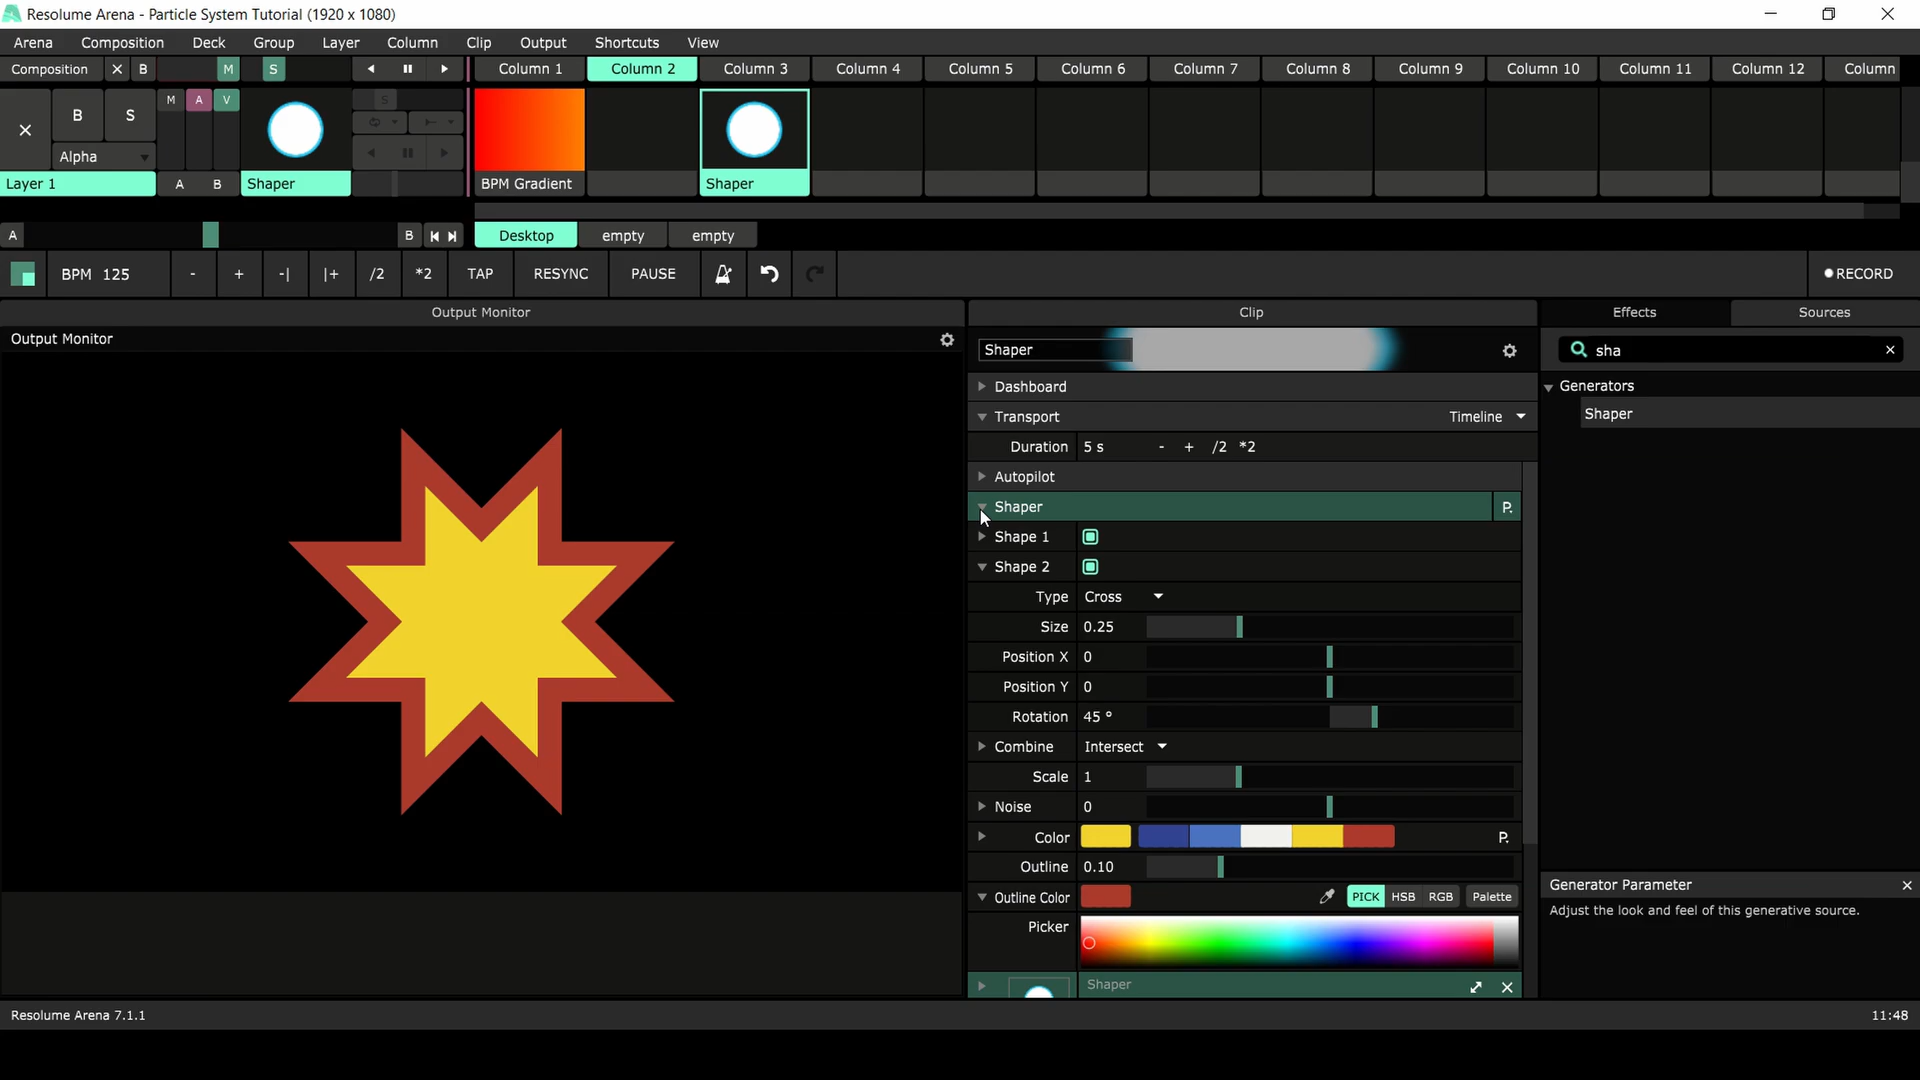 Resolume Arena - Particle System Tutorial (1920 x 1080)
Arena Composition Deck Group Layer Column Clip Output Shortcuts View
Composition B M S Column 1 Column 2 Column 3 Column 4 Column 5 Column 6 Column 7 Column 8 Column 9 Column 10 Column 11 Column 12 Column
M A V S
B S
Alpha
Layer 1 A B Shaper BPM Gradient Shaper
A B Desktop empty empty
BPM 125 - + -| |+ /2 *2 TAP RESYNC PAUSE RECORD
Output Monitor Clip Effects Sources
Output Monitor
Shaper
sha
Dashboard
Generators
Transport Timeline
Shaper
Duration 5 s - + /2 *2
Autopilot
Shaper P.
Shape 1
Shape 2
Type Cross
Size 0.25
Position X 0
Position Y 0
Rotation 45 °
Combine Intersect
Scale 1
Noise 0
Color P.
Outline 0.10
Generator Parameter
Outline Color PICK HSB RGB Palette
Adjust the look and feel of this generative source.
Picker
Shaper
Resolume Arena 7.1.1 11:48